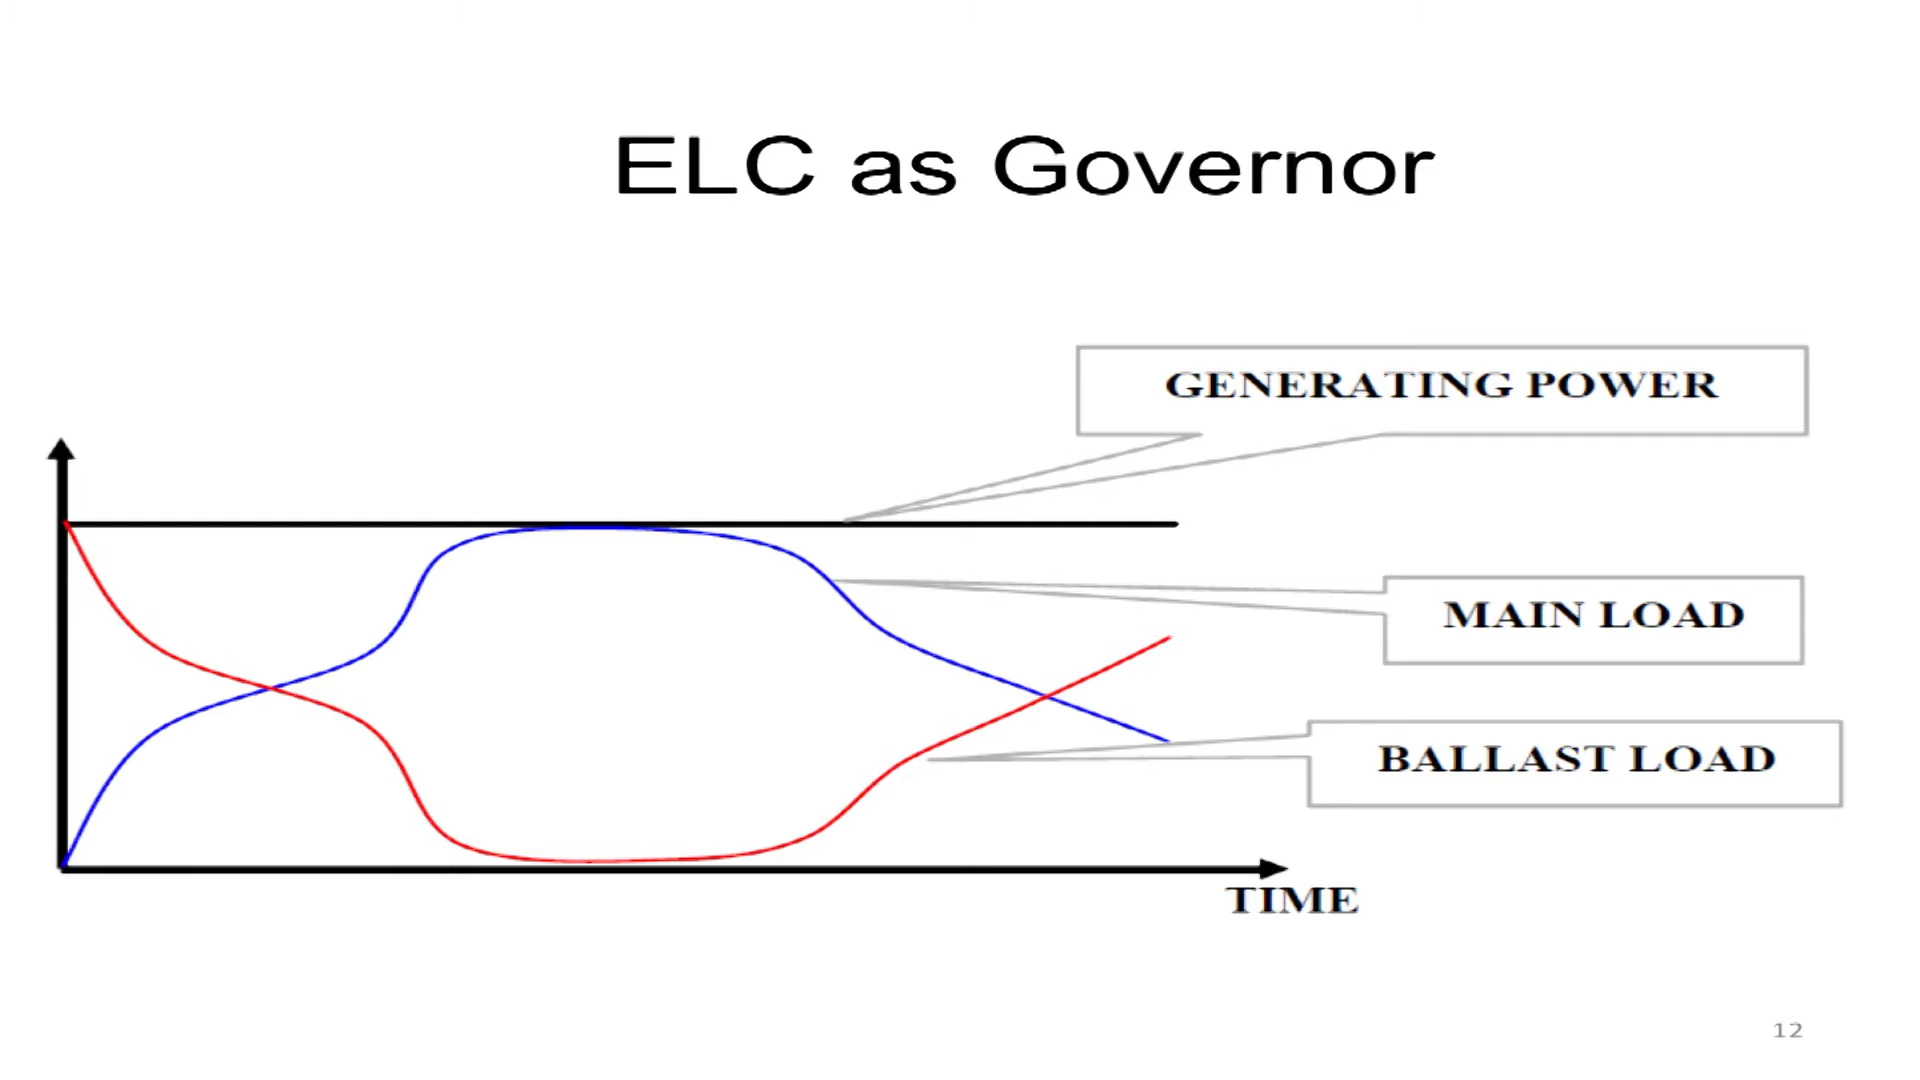 ELC as Governor
GENERATING POWER
MAIN LOAD
BALLAST LOAD
TIME
12